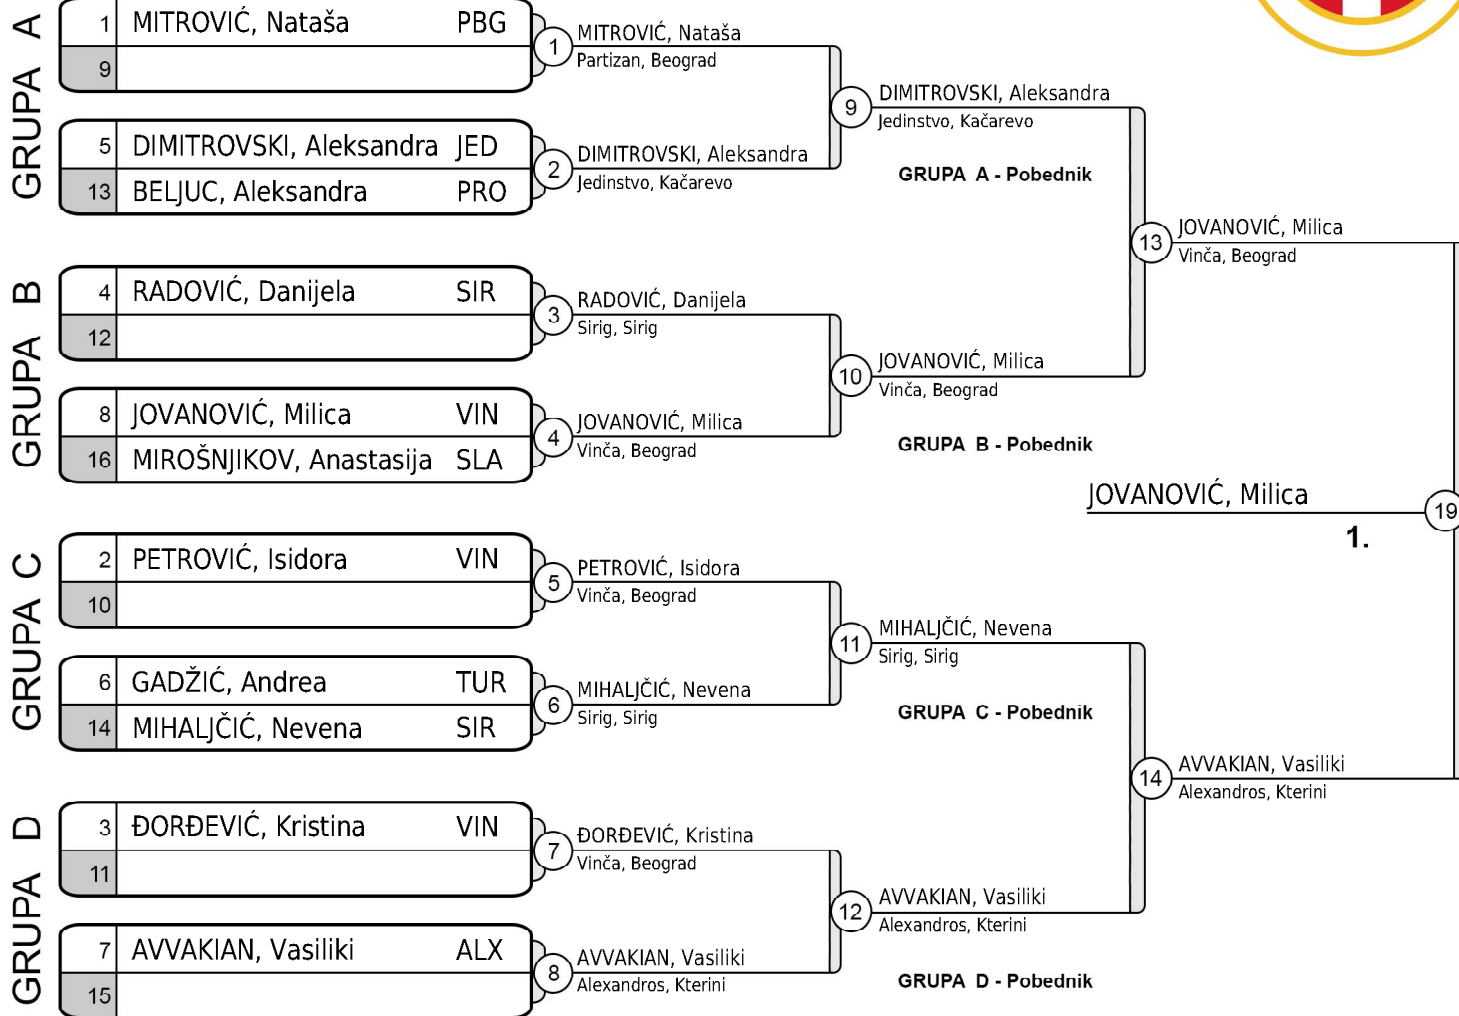 GRUPA A
1 MITROVIĆ, Nataša PBG
9
5 DIMITROVSKI, Aleksandra JED
13 BELJUC, Aleksandra PRO
1 MITROVIĆ, Nataša
Partizan, Beograd
2 DIMITROVSKI, Aleksandra
Jedinstvo, Kačarevo
9 DIMITROVSKI, Aleksandra
Jedinstvo, Kačarevo
GRUPA A - Pobednik
GRUPA B
4 RADOVIĆ, Danijela SIR
12
8 JOVANOVIĆ, Milica VIN
16 MIROŠNJIKOV, Anastasija SLA
3 RADOVIĆ, Danijela
Sirig, Sirig
4 JOVANOVIĆ, Milica
Vinča, Beograd
10 JOVANOVIĆ, Milica
Vinča, Beograd
GRUPA B - Pobednik
13 JOVANOVIĆ, Milica
Vinča, Beograd
JOVANOVIĆ, Milica 19
1.
GRUPA C
2 PETROVIĆ, Isidora VIN
10
6 GADŽIĆ, Andrea TUR
14 MIHALJČIĆ, Nevena SIR
5 PETROVIĆ, Isidora
Vinča, Beograd
6 MIHALJČIĆ, Nevena
Sirig, Sirig
11 MIHALJČIĆ, Nevena
Sirig, Sirig
GRUPA C - Pobednik
GRUPA D
3 ĐORĐEVIĆ, Kristina VIN
11
7 AVVAKIAN, Vasiliki ALX
15
7 ĐORĐEVIĆ, Kristina
Vinča, Beograd
8 AVVAKIAN, Vasiliki
Alexandros, Kterini
12 AVVAKIAN, Vasiliki
Alexandros, Kterini
GRUPA D - Pobednik
14 AVVAKIAN, Vasiliki
Alexandros, Kterini